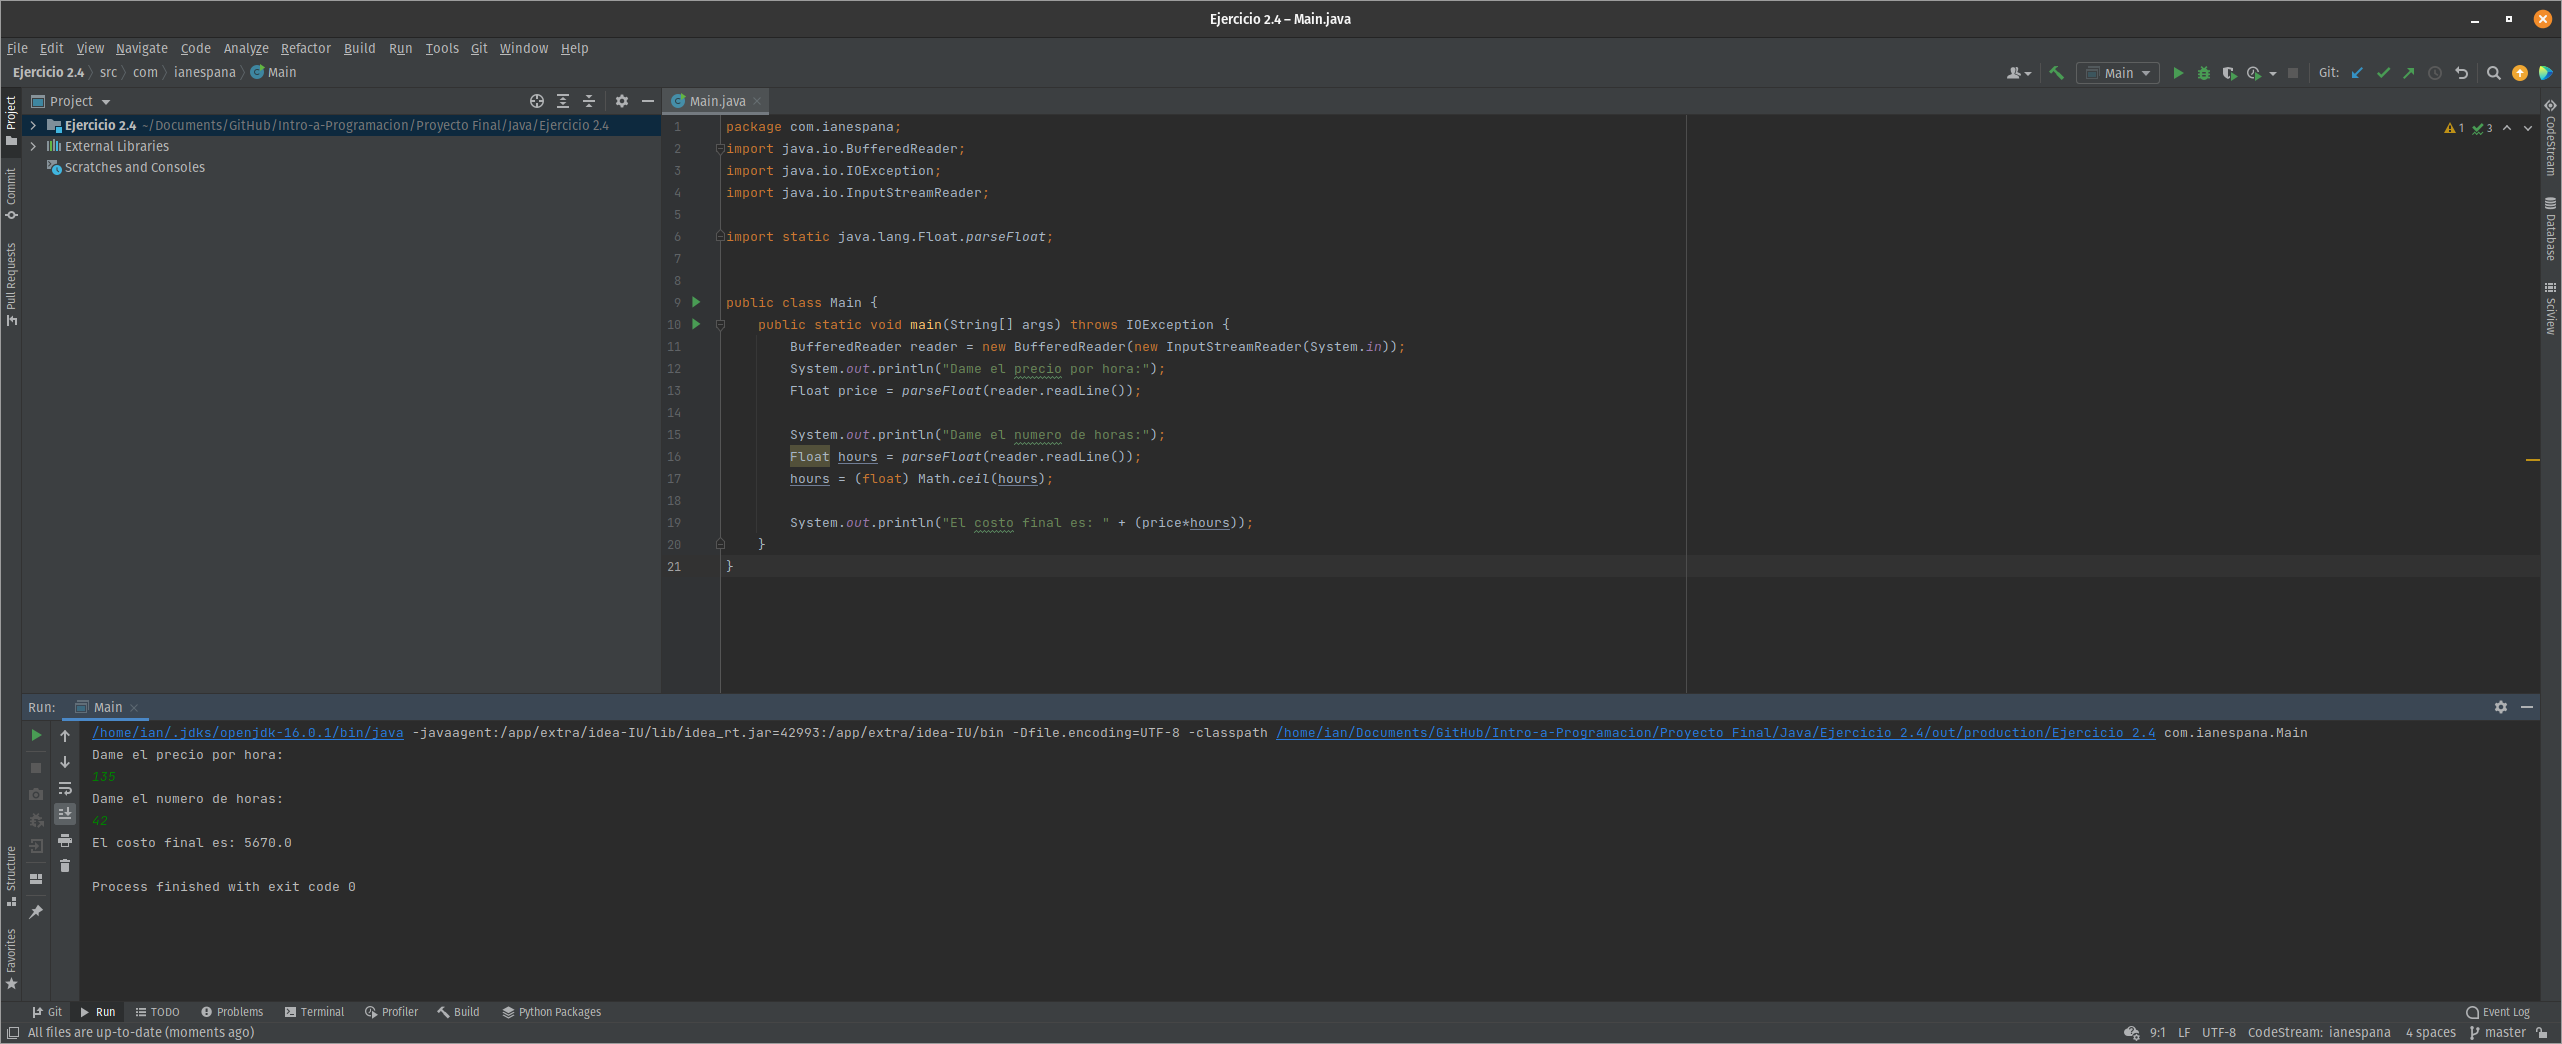 Ejercicio 2.4 – Main.java
File Edit View Navigate Code Analyze Refactor Build Run Tools Git Window Help
Ejercicio 2.4 src com ianespana Main
Main Git:
Project
Main.java
Ejercicio 2.4 ~/Documents/GitHub/Intro-a-Programacion/Proyecto Final/Java/Ejercicio 2.4
External Libraries
Scratches and Consoles
Project
Commit
Pull Requests
Structure
Favorites
1 package com.ianespana;
2 import java.io.BufferedReader;
3 import java.io.IOException;
4 import java.io.InputStreamReader;
5
6 import static java.lang.Float.parseFloat;
7
8
9 public class Main {
10 public static void main(String[] args) throws IOException {
11 BufferedReader reader = new BufferedReader(new InputStreamReader(System.in));
12 System.out.println("Dame el precio por hora:");
13 Float price = parseFloat(reader.readLine());
14
15 System.out.println("Dame el numero de horas:");
16 Float hours = parseFloat(reader.readLine());
17 hours = (float) Math.ceil(hours);
18
19 System.out.println("El costo final es: " + (price*hours));
20 }
21 }
1 3
CodeStream
Database
SciView
Run: Main
/home/ian/.jdks/openjdk-16.0.1/bin/java -javaagent:/app/extra/idea-IU/lib/idea_rt.jar=42993:/app/extra/idea-IU/bin -Dfile.encoding=UTF-8 -classpath /home/ian/Documents/GitHub/Intro-a-Programacion/Proyecto Final/Java/Ejercicio 2.4/out/production/Ejercicio 2.4 com.ianespana.Main
Dame el precio por hora:
135
Dame el numero de horas:
42
El costo final es: 5670.0
Process finished with exit code 0
Git Run TODO Problems Terminal Profiler Build Python Packages Event Log
All files are up-to-date (moments ago) 9:1 LF UTF-8 CodeStream: ianespana 4 spaces master